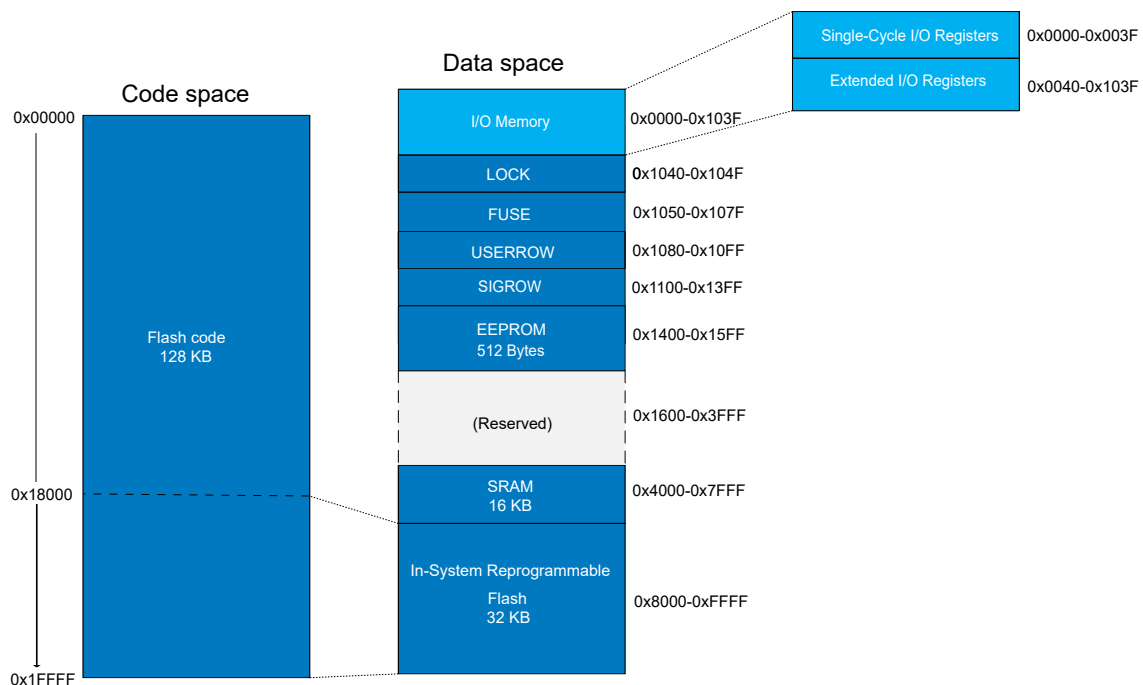 Code space
0x00000
Flash code
128 KB
0x18000
0x1FFFF
Data space
I/O Memory
0x0000-0x103F
LOCK
0x1040-0x104F
FUSE
0x1050-0x107F
USERROW
0x1080-0x10FF
SIGROW
0x1100-0x13FF
EEPROM
512 Bytes
0x1400-0x15FF
(Reserved)
0x1600-0x3FFF
SRAM
16 KB
0x4000-0x7FFF
In-System Reprogrammable
Flash
32 KB
0x8000-0xFFFF
Single-Cycle I/O Registers
0x0000-0x003F
Extended I/O Registers
0x0040-0x103F